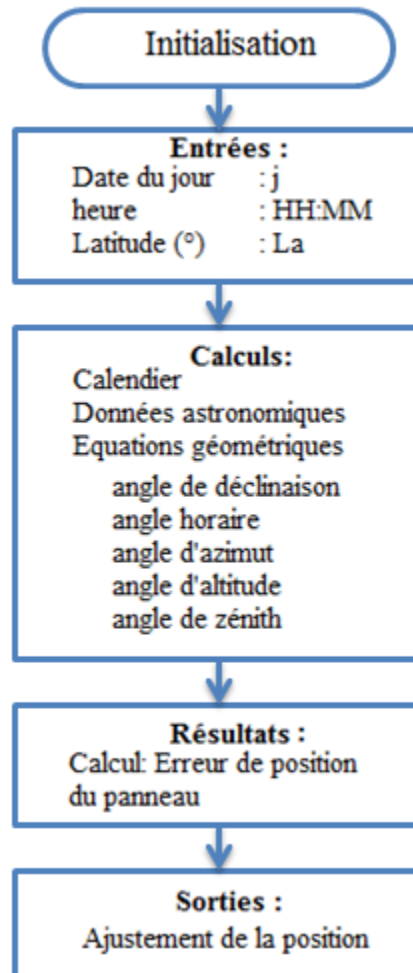 Initialisation
Entrées :
Date du jour : j
heure : HH:MM
Latitude (°) : La
Calculs:
Calendier
Données astronomiques
Equations géométriques
angle de déclinaison
angle horaire
angle d'azimut
angle d'altitude
angle de zénith
Résultats :
Calcul: Erreur de position
du panneau
Sorties :
Ajustement de la position